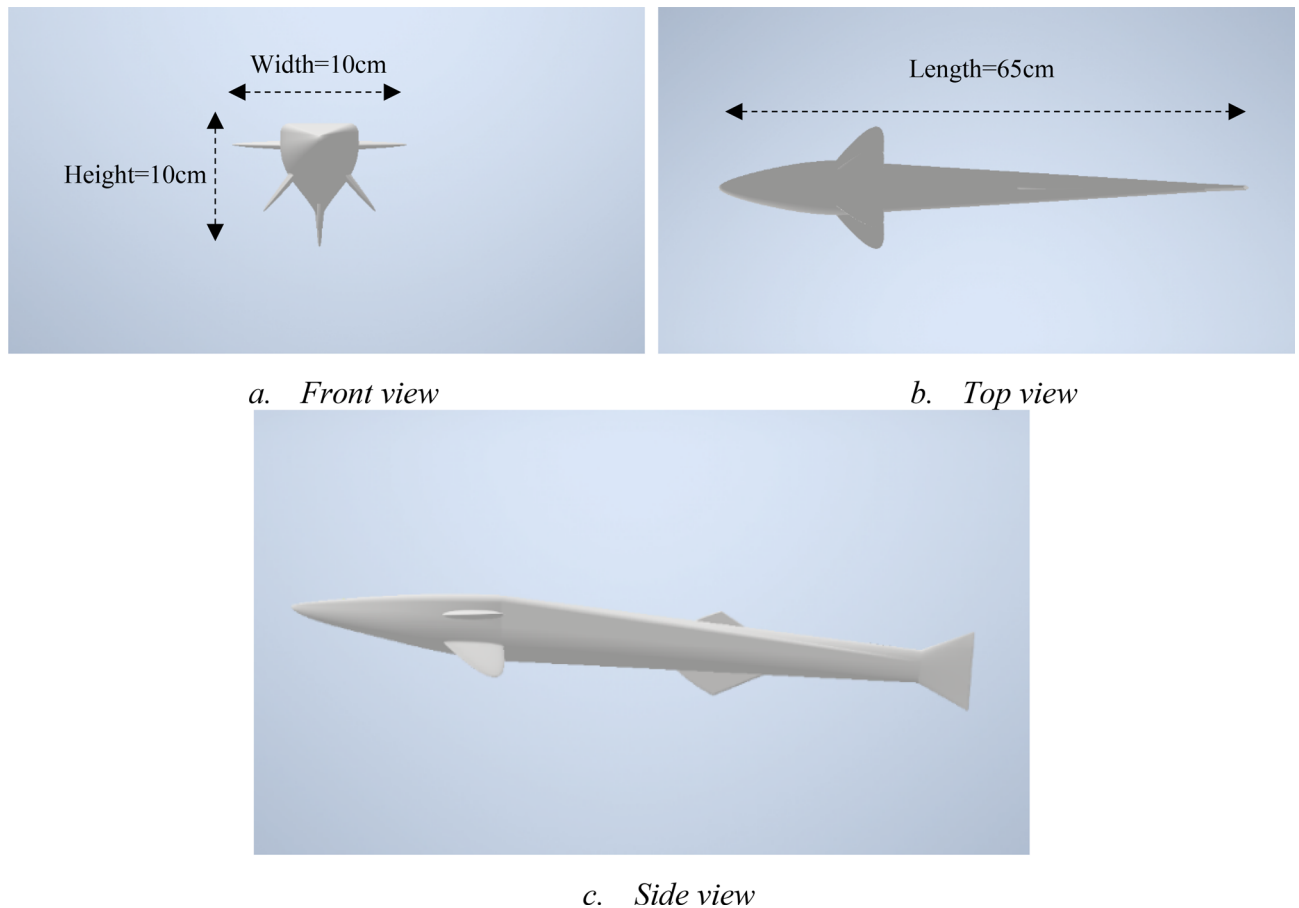 Width=10cm
Height=10cm
Length=65cm
a. Front view
b. Top view
c. Side view